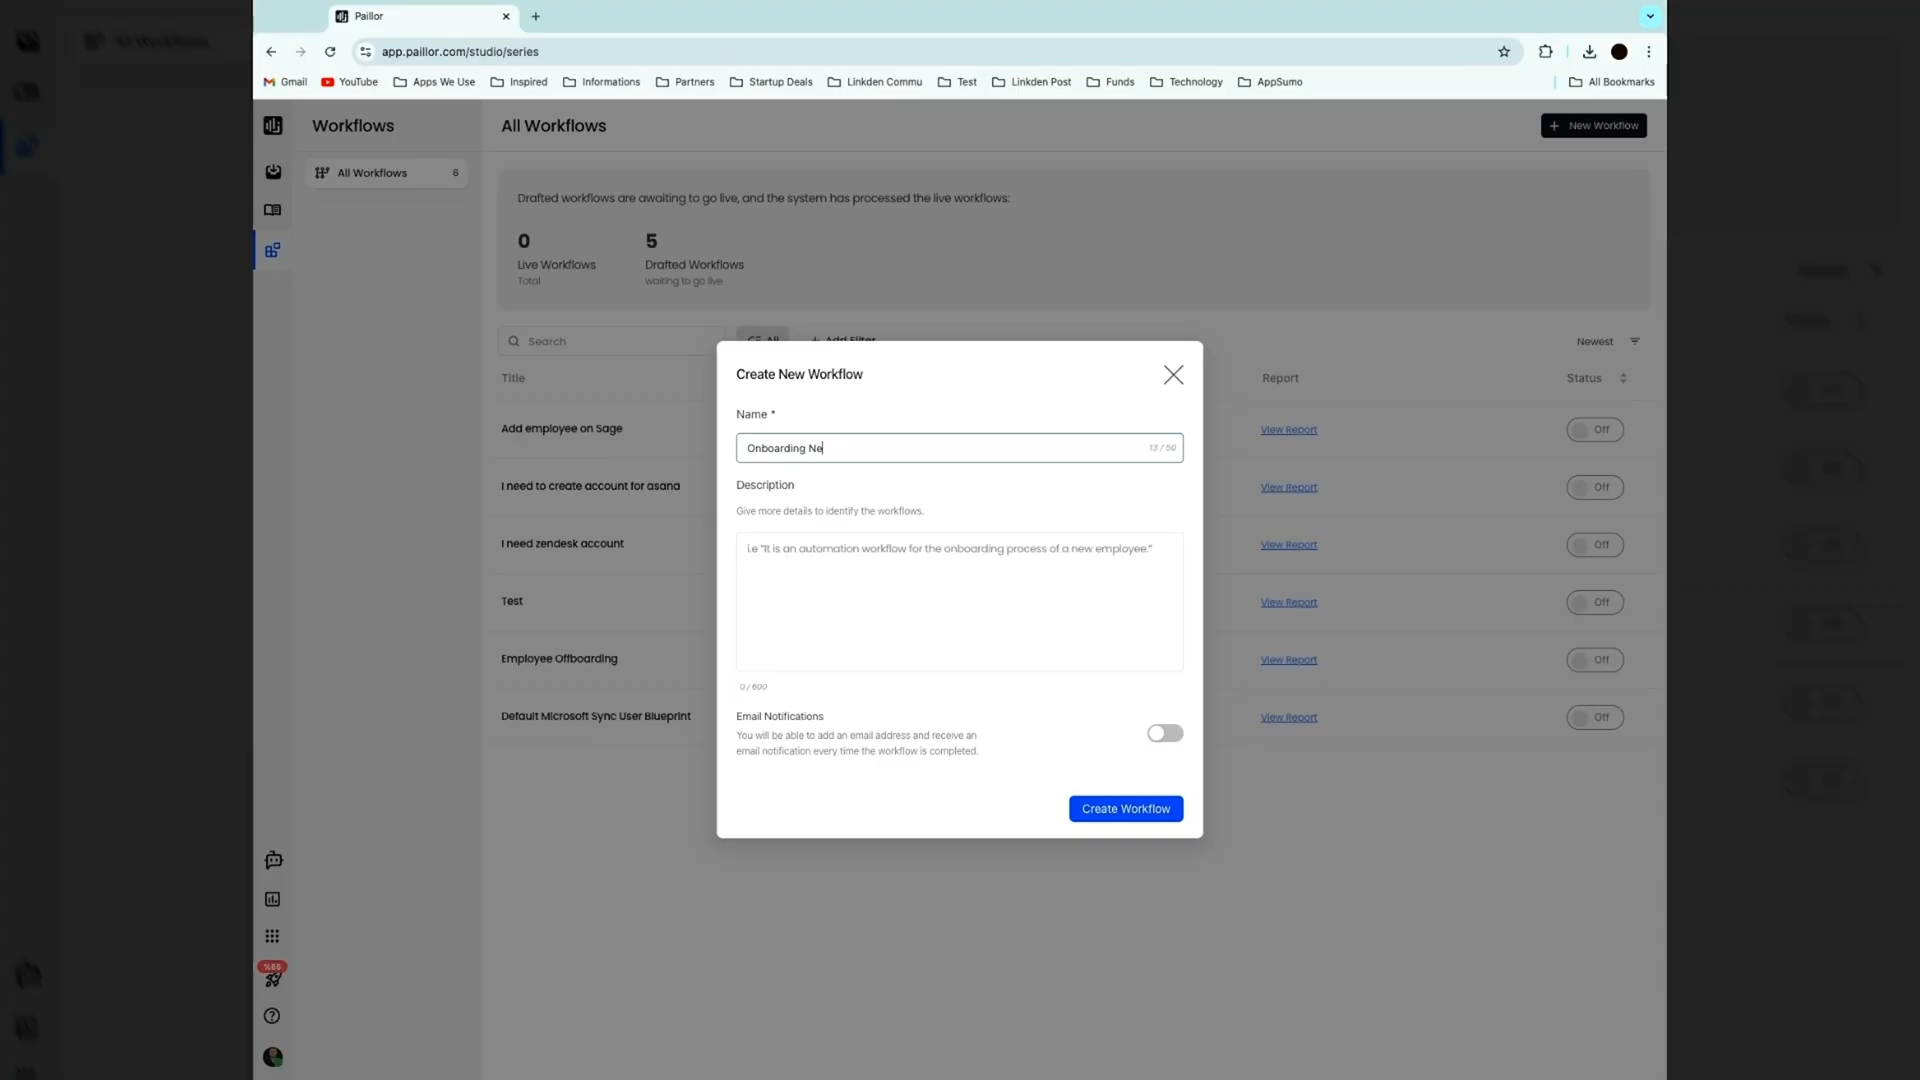 Paillor
app.paillor.com/studio/series
Gmail
YouTube
Apps We Use
Inspired
Informations
Partners
Startup Deals
Linkden Commu
Test
Linkden Post
Funds
Technology
AppSumo
All Bookmarks
Workflows
All Workflows
New Workflow
All Workflows 6
Drafted workflows are awaiting to go live, and the system has processed the live workflows:
0 5
Live Workflows Drafted Workflows
Total waiting to go live
Search
All
Add Filter
Newest
Title Report Status
Add employee on Sage View Report Off
I need to create account for asana View Report Off
I need zendesk account View Report Off
Test View Report Off
Employee Offboarding View Report Off
Default Microsoft Sync User Blueprint View Report Off
Create New Workflow
Name *
Onboarding Ne 13 / 50
Description
Give more details to identify the workflows.
i.e "It is an automation workflow for the onboarding process of a new employee."
0 / 600
Email Notifications
You will be able to add an email address and receive an
email notification every time the workflow is completed.
Create Workflow